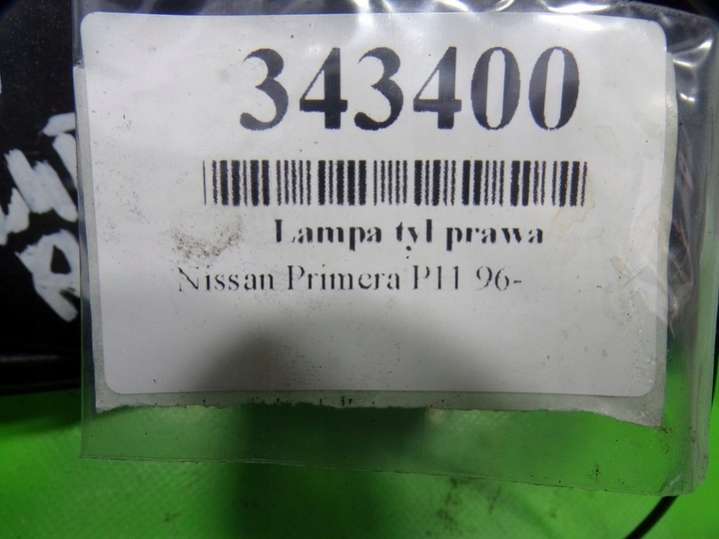 343400
Lampa tyl prawa
Nissan Primera P11 96-